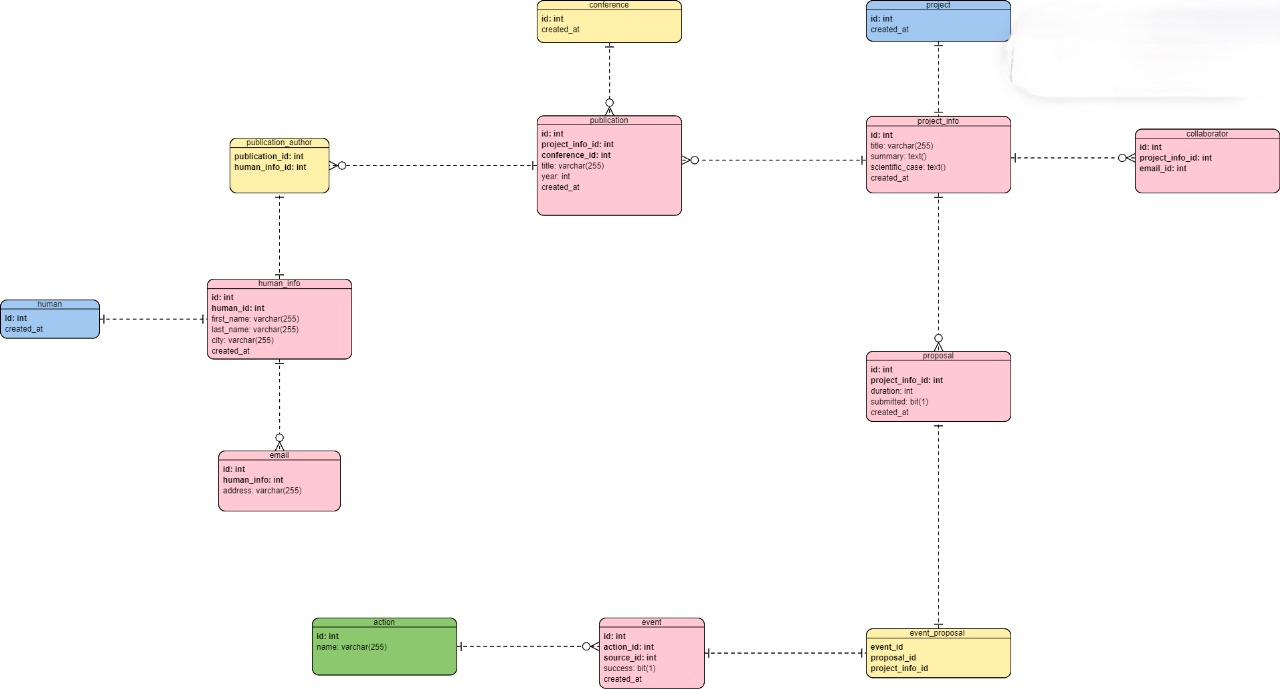 conference
id: int
created_at
project
id: int
created_at
publication
id: int
project_info_id: int
conference_id: int
title: varchar(255)
year: int
created_at
project_info
id: int
title: varchar(255)
summary: text()
scientific_case: text()
created_at
collaborator
id: int
project_info_id: int
email_id: int
publication_author
publication_id: int
human_info_id: int
human
id: int
created_at
human_info
id: int
human_id: int
first_name: varchar(255)
last_name: varchar(255)
city: varchar(255)
created_at
proposal
id: int
project_info_id: int
duration: int
submitted: bit(1)
created_at
email
id: int
human_info: int
address: varchar(255)
action
id: int
name: varchar(255)
event
id: int
action_id: int
source_id: int
success: bit(1)
created_at
event_proposal
event_id
proposal_id
project_info_id